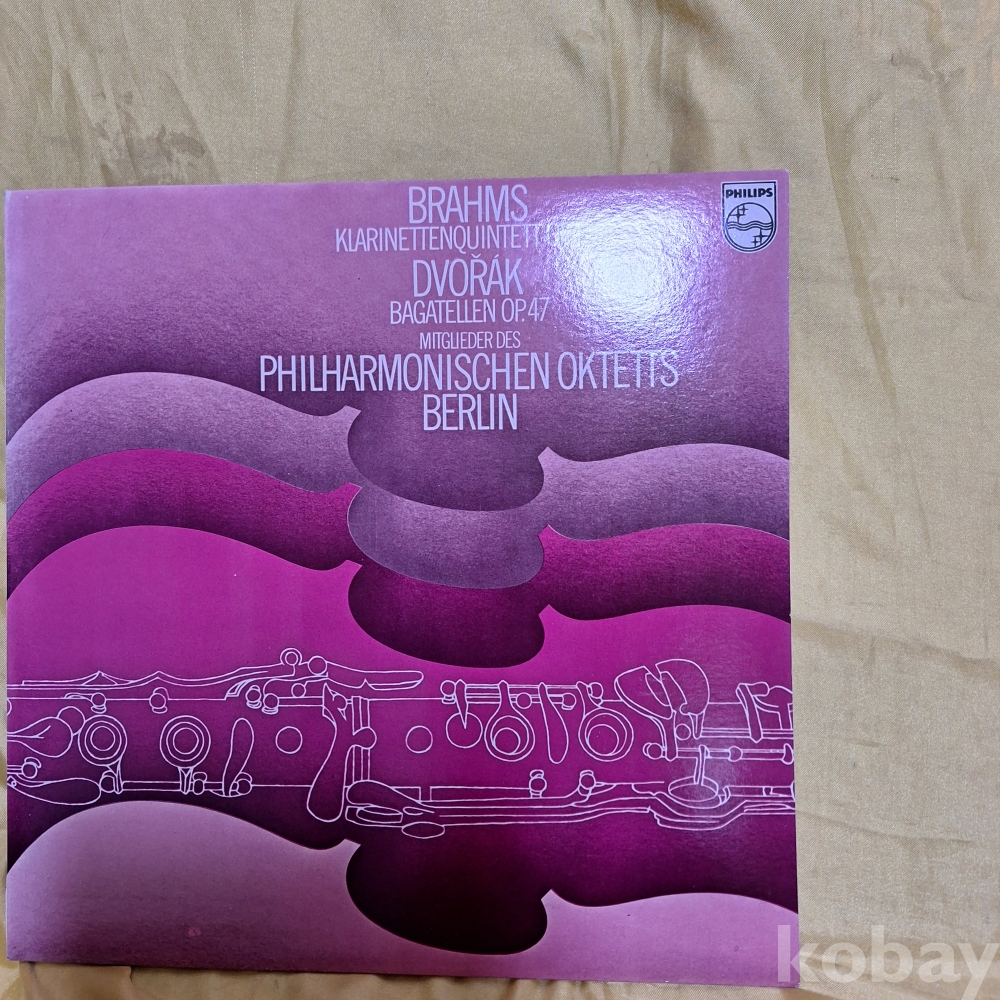 BRAHMS
KLARINETTENQUINTETT
DVOŘÁK
BAGATELLEN OP. 47
MITGLIEDER DES
PHILHARMONISCHEN OKTETTS
BERLIN
PHILIPS
kobay